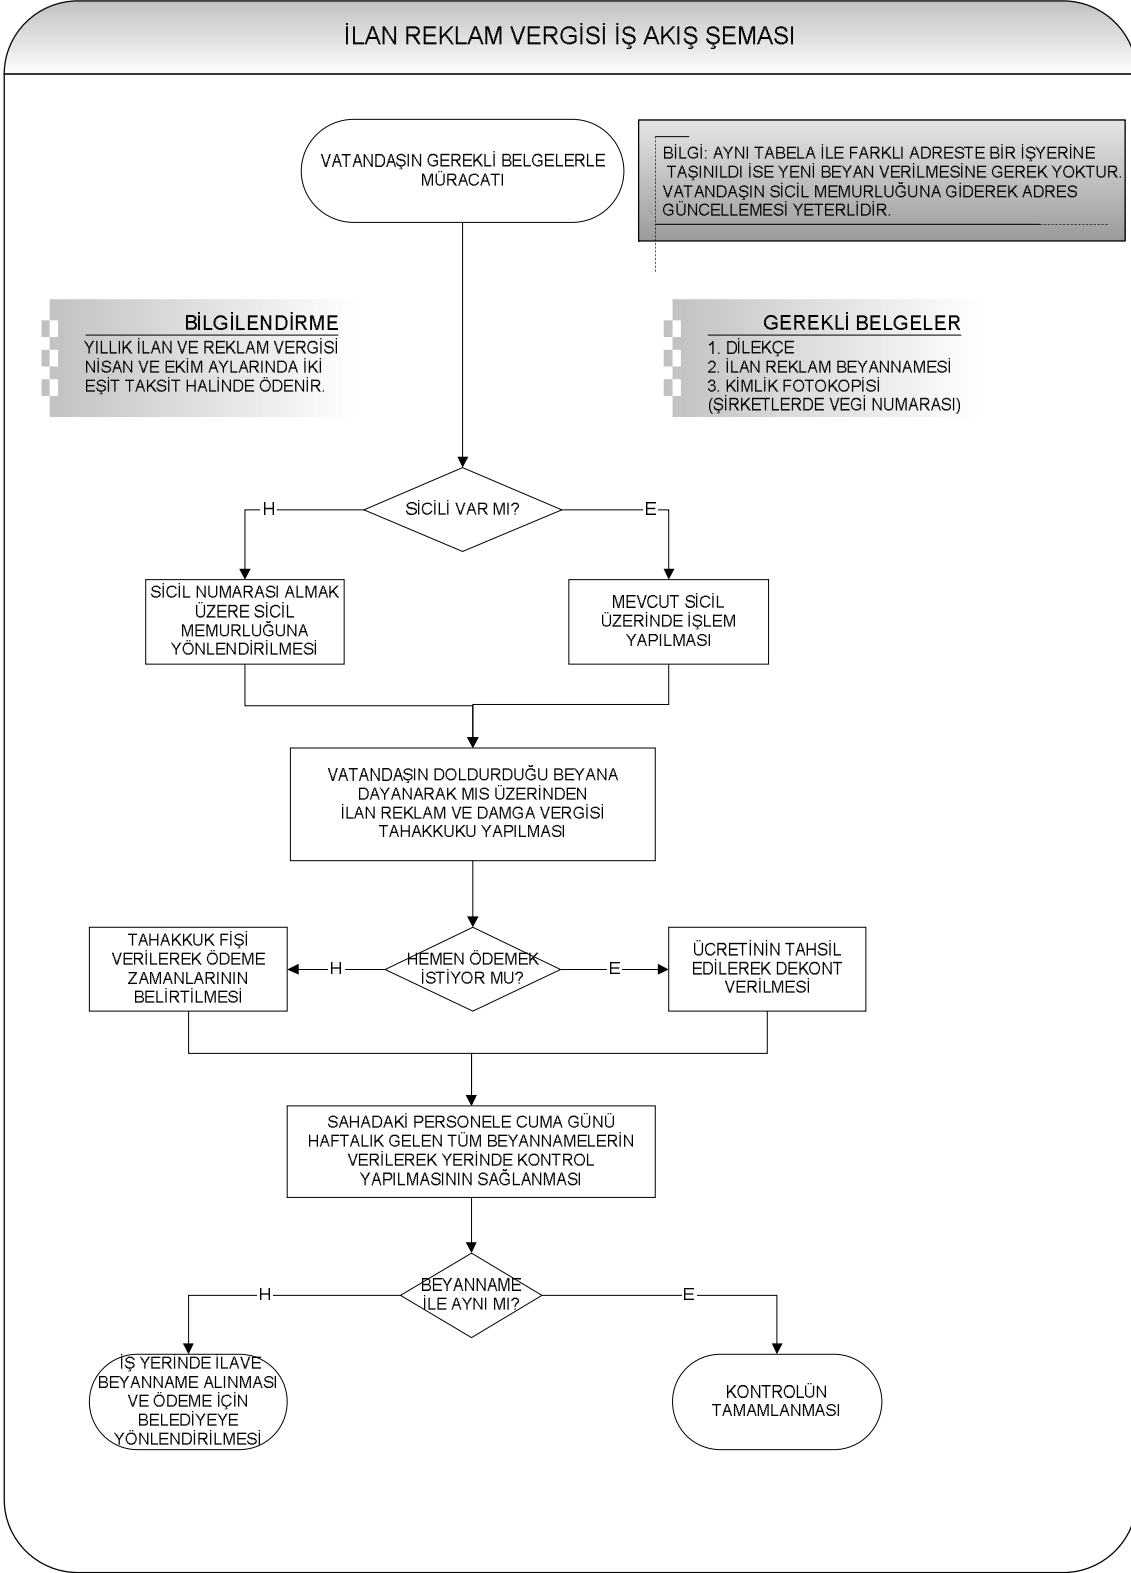 İLAN REKLAM VERGİSİ İŞ AKIŞ ŞEMASI
VATANDAŞIN GEREKLİ BELGELERLE
MÜRACATI
BİLGİ: AYNI TABELA İLE FARKLI ADRESTE BİR İŞYERİNE
TAŞINILDI İSE YENİ BEYAN VERİLMESİNE GEREK YOKTUR.
VATANDAŞIN SİCİL MEMURLUĞUNA GİDEREK ADRES
GÜNCELLEMESİ YETERLİDİR.
BİLGİLENDİRME
YILLIK İLAN VE REKLAM VERGİSİ
NİSAN VE EKİM AYLARINDA İKİ
EŞİT TAKSİT HALİNDE ÖDENİR.
GEREKLİ BELGELER
1. DİLEKÇE
2. İLAN REKLAM BEYANNAMESİ
3. KİMLİK FOTOKOPİSİ
(ŞİRKETLERDE VEGİ NUMARASI)
SİCİLİ VAR MI?
H
E
SİCİL NUMARASI ALMAK
ÜZERE SİCİL
MEMURLUĞUNA
YÖNLENDİRİLMESİ
MEVCUT SİCİL
ÜZERİNDE İŞLEM
YAPILMASI
VATANDAŞIN DOLDURDUĞU BEYANA
DAYANARAK MIS ÜZERİNDEN
İLAN REKLAM VE DAMGA VERGİSİ
TAHAKKUKU YAPILMASI
HEMEN ÖDEMEK
İSTİYOR MU?
H
E
TAHAKKUK FİŞİ
VERİLEREK ÖDEME
ZAMANLARININ
BELİRTİLMESİ
ÜCRETİNİN TAHSİL
EDİLEREK DEKONT
VERİLMESİ
SAHADAKİ PERSONELE CUMA GÜNÜ
HAFTALIK GELEN TÜM BEYANNAMELERİN
VERİLEREK YERİNDE KONTROL
YAPILMASININ SAĞLANMASI
BEYANNAME
İLE AYNI MI?
H
E
İŞ YERİNDE İLAVE
BEYANNAME ALINMASI
VE ÖDEME İÇİN
BELEDİYEYE
YÖNLENDİRİLMESİ
KONTROLÜN
TAMAMLANMASI